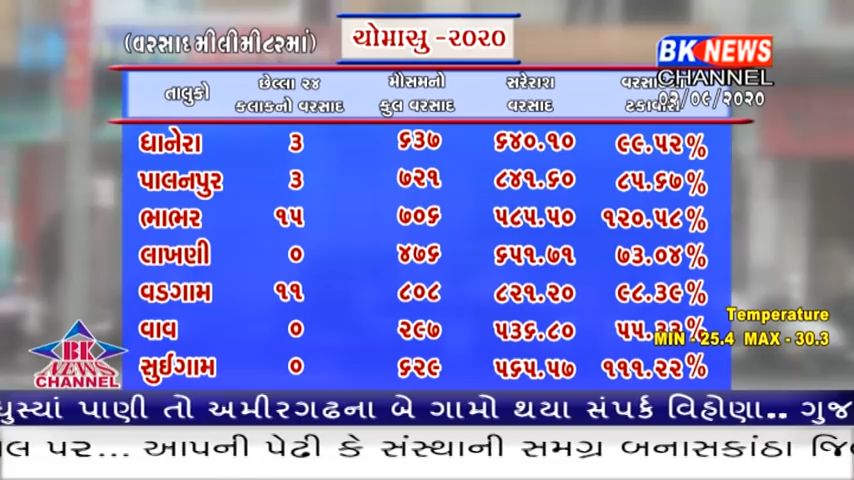 (વરસાદ મીલીમીટરમાં) ચોમાસુ -૨૦૨૦
BK NEWS
CHANNEL
૦૨/૦૯/૨૦૨૦
તાલુકો છેલ્લા ૨૪ કલાકનો વરસાદ મોસમનો કુલ વરસાદ સરેરાશ વરસાદ
ધાનેરા ૩ ૬૩૭ ૬૪૦.૧૦ ૯૯.૫૨%
પાલનપુર ૩ ૭૨૧ ૮૪૧.૬૦ ૮૫.૬૭%
ભાભર ૧૫ ૭૦૬ ૫૮૫.૫૦ ૧૨૦.૫૮%
લાખણી ૦ ૪૭૬ ૬૫૧.૭૧ ૭૩.૦૪%
વડગામ ૧૧ ૮૦૮ ૮૨૧.૨૦ ૯૮.૩૯%
વાવ ૦ ૨૯૭ ૫૩૬.૮૦
સુઈગામ ૦ ૬૨૯ ૫૬૫.૫૭ ૧૧૧.૨૨%
Temperature
MIN - 25.4 MAX - 30.3
BK
NEWS
CHANNEL
ઘુસ્યાં પાણી તો અમીરગઢના બે ગામો થયા સંપર્ક વિહોણા.. ગુજ
લ પર... આપની પેઢી કે સંસ્થાની સમગ્ર બનાસકાંઠા જિ